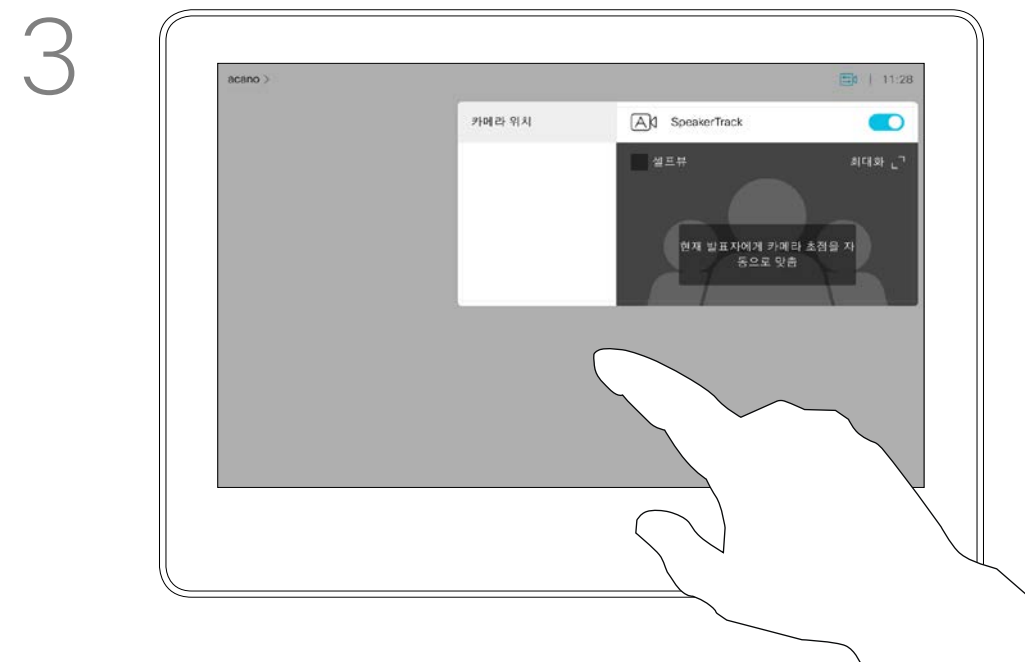 3
acano >
| 11:28
카메라 위치
SpeakerTrack
셀프뷰
최대화
현재 발표자에게 카메라 초점을 자
동으로 맞춤